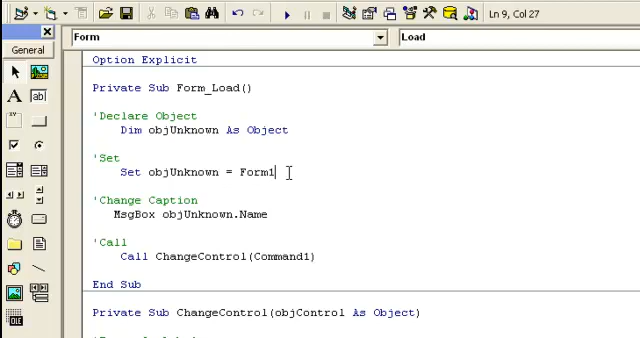 Ln 9, Col 27
Form Load
General
Option Explicit
Private Sub Form_Load()
'Declare Object
Dim objUnknown As Object
'Set
Set objUnknown = Form1
'Change Caption
MsgBox objUnknown.Name
'Call
Call ChangeControl(Command1)
End Sub
Private Sub ChangeControl(objControl As Object)